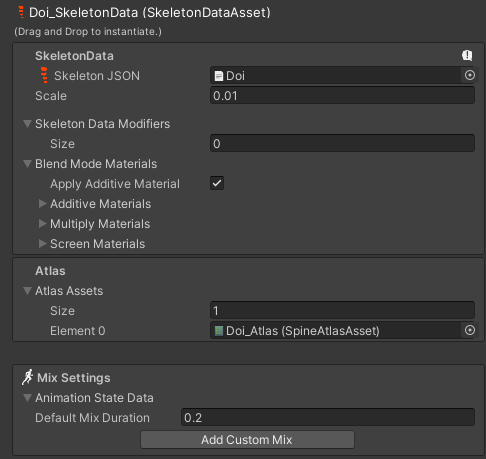 Doi_SkeletonData (SkeletonDataAsset)
(Drag and Drop to instantiate.)
SkeletonData
Skeleton JSON Doi
Scale 0.01
Skeleton Data Modifiers
Size 0
Blend Mode Materials
Apply Additive Material
Additive Materials
Multiply Materials
Screen Materials
Atlas
Atlas Assets
Size 1
Element 0 Doi_Atlas (SpineAtlasAsset)
Mix Settings
Animation State Data
Default Mix Duration 0.2
Add Custom Mix